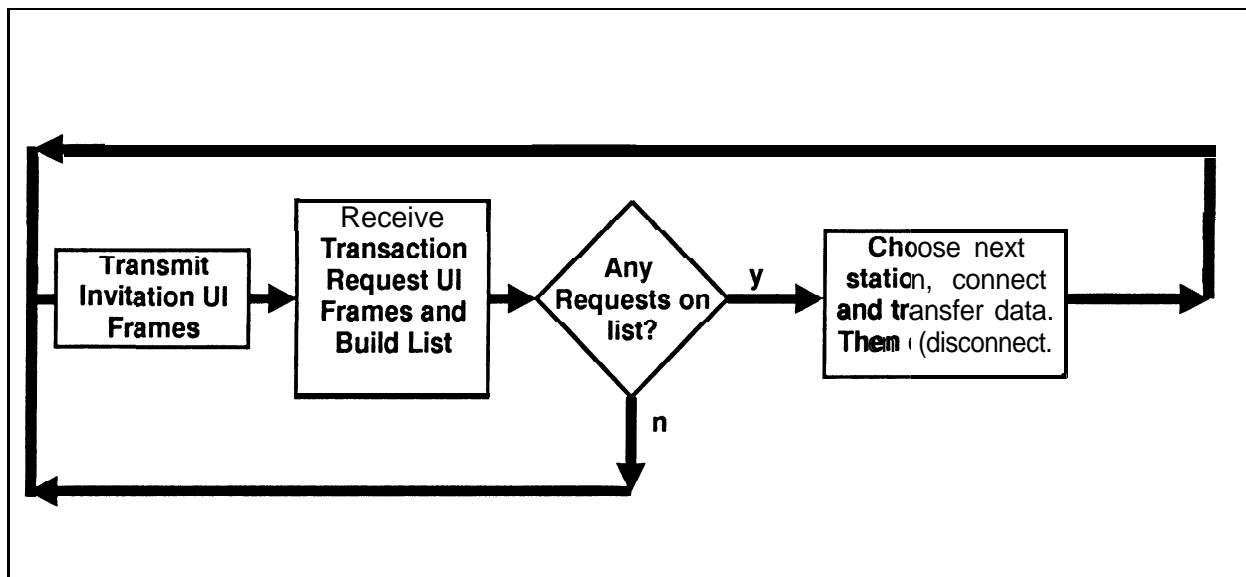 Transmit
Invitation UI
Frames
Receive
Transaction
Request UI
Frames and
Build List
Any
Requests on
list?
y
n
Choose next
station, connect
and transfer data.
Then (disconnect.